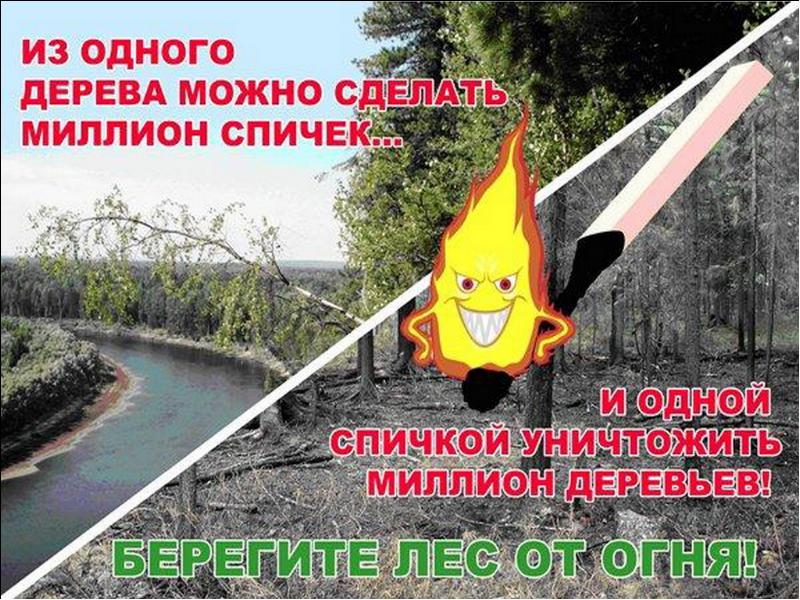 ИЗ ОДНОГО
ДЕРЕВА МОЖНО СДЕЛАТЬ
МИЛЛИОН СПИЧЕК...
И ОДНОЙ
СПИЧКОЙ УНИЧТОЖИТЬ
МИЛЛИОН ДЕРЕВЬЕВ!
БЕРЕГИТЕ ЛЕС ОТ ОГНЯ!